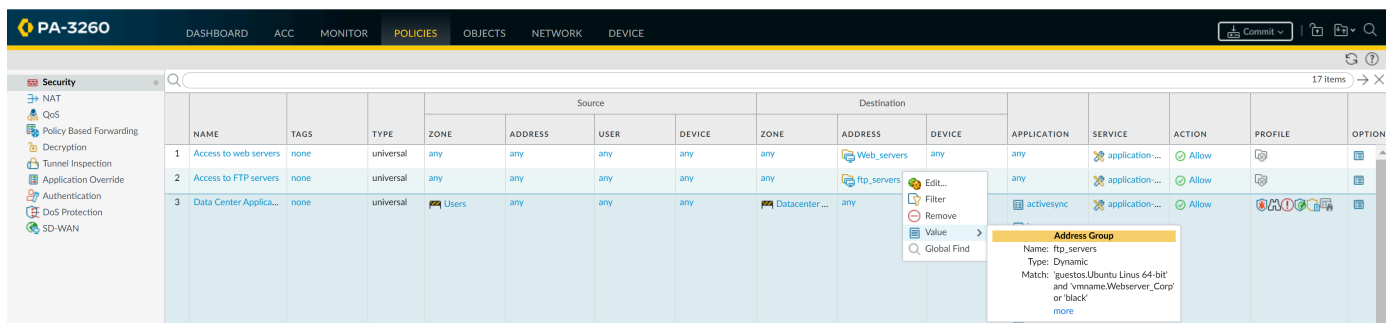 PA-3260
DASHBOARD ACC MONITOR POLICIES OBJECTS NETWORK DEVICE
Commit
Security
NAT
QoS
Policy Based Forwarding
Decryption
Tunnel Inspection
Application Override
Authentication
DoS Protection
SD-WAN
17 items
Source Destination
NAME TAGS TYPE ZONE ADDRESS USER DEVICE ZONE ADDRESS DEVICE APPLICATION SERVICE ACTION PROFILE OPTION
1 Access to web servers none universal any any any any any Web_servers any any application-... Allow
2 Access to FTP servers none universal any any any any any ftp_servers any application-... Allow
3 Data Center Applica... none universal Users any any any Datacenter ... any activesync application-... Allow
Edit...
Filter
Remove
Value
Global Find
Address Group
Name: ftp_servers
Type: Dynamic
Match: 'guestos.Ubuntu Linus 64-bit'
and 'vmname.Webserver_Corp'
or 'black'
more